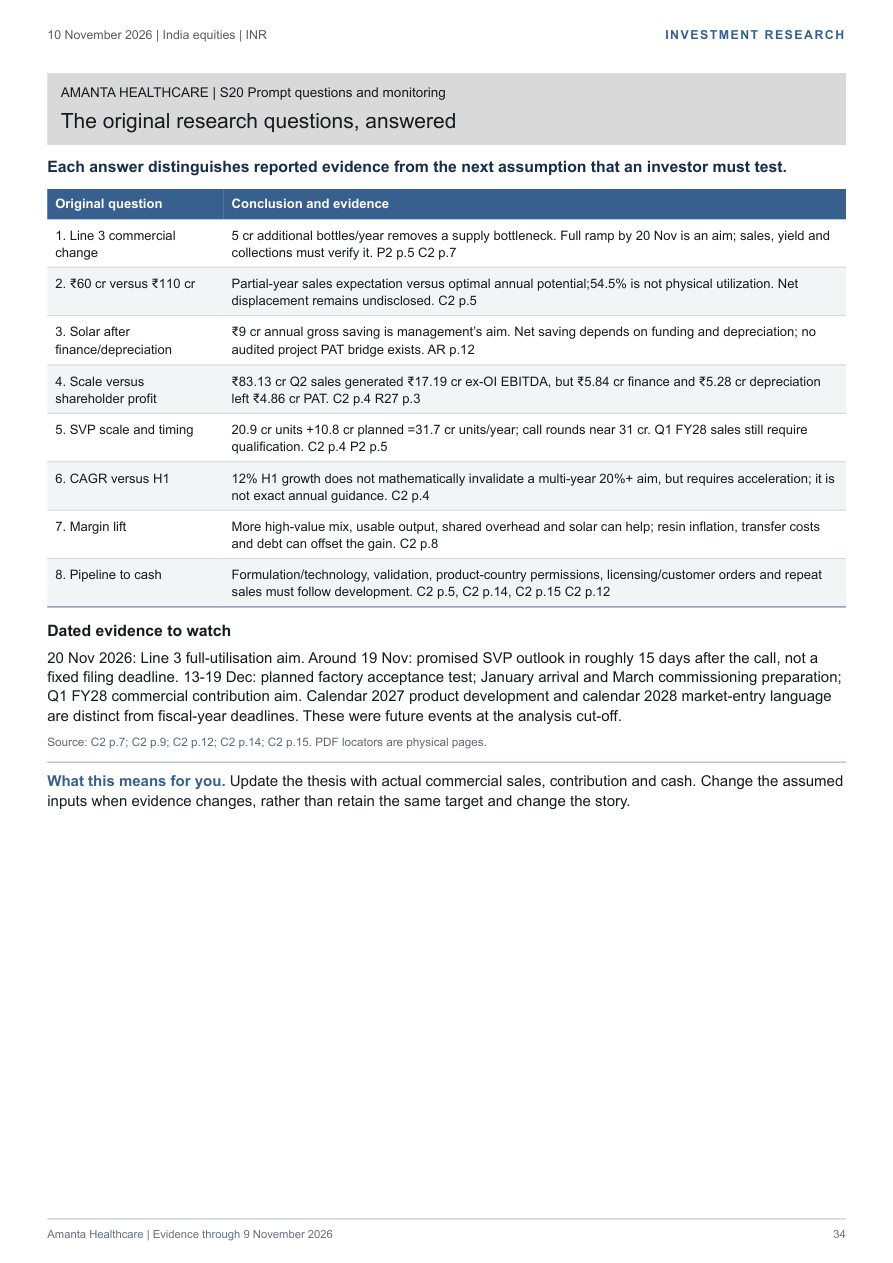 10 November 2026 | India equities | INR
INVESTMENT RESEARCH
AMANTA HEALTHCARE | S20 Prompt questions and monitoring
The original research questions, answered
Each answer distinguishes reported evidence from the next assumption that an investor must test.
Original question
Conclusion and evidence
1. Line 3 commercial
change
5 cr additional bottles/year removes a supply bottleneck. Full ramp by 20 Nov is an aim; sales, yield and
collections must verify it. P2 p.5 C2 p.7
2. ₹60 cr versus ₹110 cr
Partial-year sales expectation versus optimal annual potential;54.5% is not physical utilization. Net
displacement remains undisclosed. C2 p.5
3. Solar after
finance/depreciation
₹9 cr annual gross saving is management's aim. Net saving depends on funding and depreciation; no
audited project PAT bridge exists. AR p.12
4. Scale versus
shareholder profit
₹83.13 cr Q2 sales generated ₹17.19 cr ex-OI EBITDA, but ₹5.84 cr finance and ₹5.28 cr depreciation
left ₹4.86 cr PAT. C2 p.4 R27 p.3
5. SVP scale and timing
20.9 cr units +10.8 cr planned =31.7 cr units/year; call rounds near 31 cr. Q1 FY28 sales still require
qualification. C2 p.4 P2 p.5
6. CAGR versus H1
12% H1 growth does not mathematically invalidate a multi-year 20%+ aim, but requires acceleration; it is
not exact annual guidance. C2 p.4
7. Margin lift
More high-value mix, usable output, shared overhead and solar can help; resin inflation, transfer costs
and debt can offset the gain. C2 p.8
8. Pipeline to cash
Formulation/technology, validation, product-country permissions, licensing/customer orders and repeat
sales must follow development. C2 p.5, C2 p.14, C2 p.15 C2 p.12
Dated evidence to watch
20 Nov 2026: Line 3 full-utilisation aim. Around 19 Nov: promised SVP outlook in roughly 15 days after the call, not a
fixed filing deadline. 13-19 Dec: planned factory acceptance test; January arrival and March commissioning preparation;
Q1 FY28 commercial contribution aim. Calendar 2027 product development and calendar 2028 market-entry language
are distinct from fiscal-year deadlines. These were future events at the analysis cut-off.
Source: C2 p.7; C2 p.9; C2 p.12; C2 p.14; C2 p.15. PDF locators are physical pages.
What this means for you. Update the thesis with actual commercial sales, contribution and cash. Change the assumed
inputs when evidence changes, rather than retain the same target and change the story.
Amanta Healthcare | Evidence through 9 November 2026
34